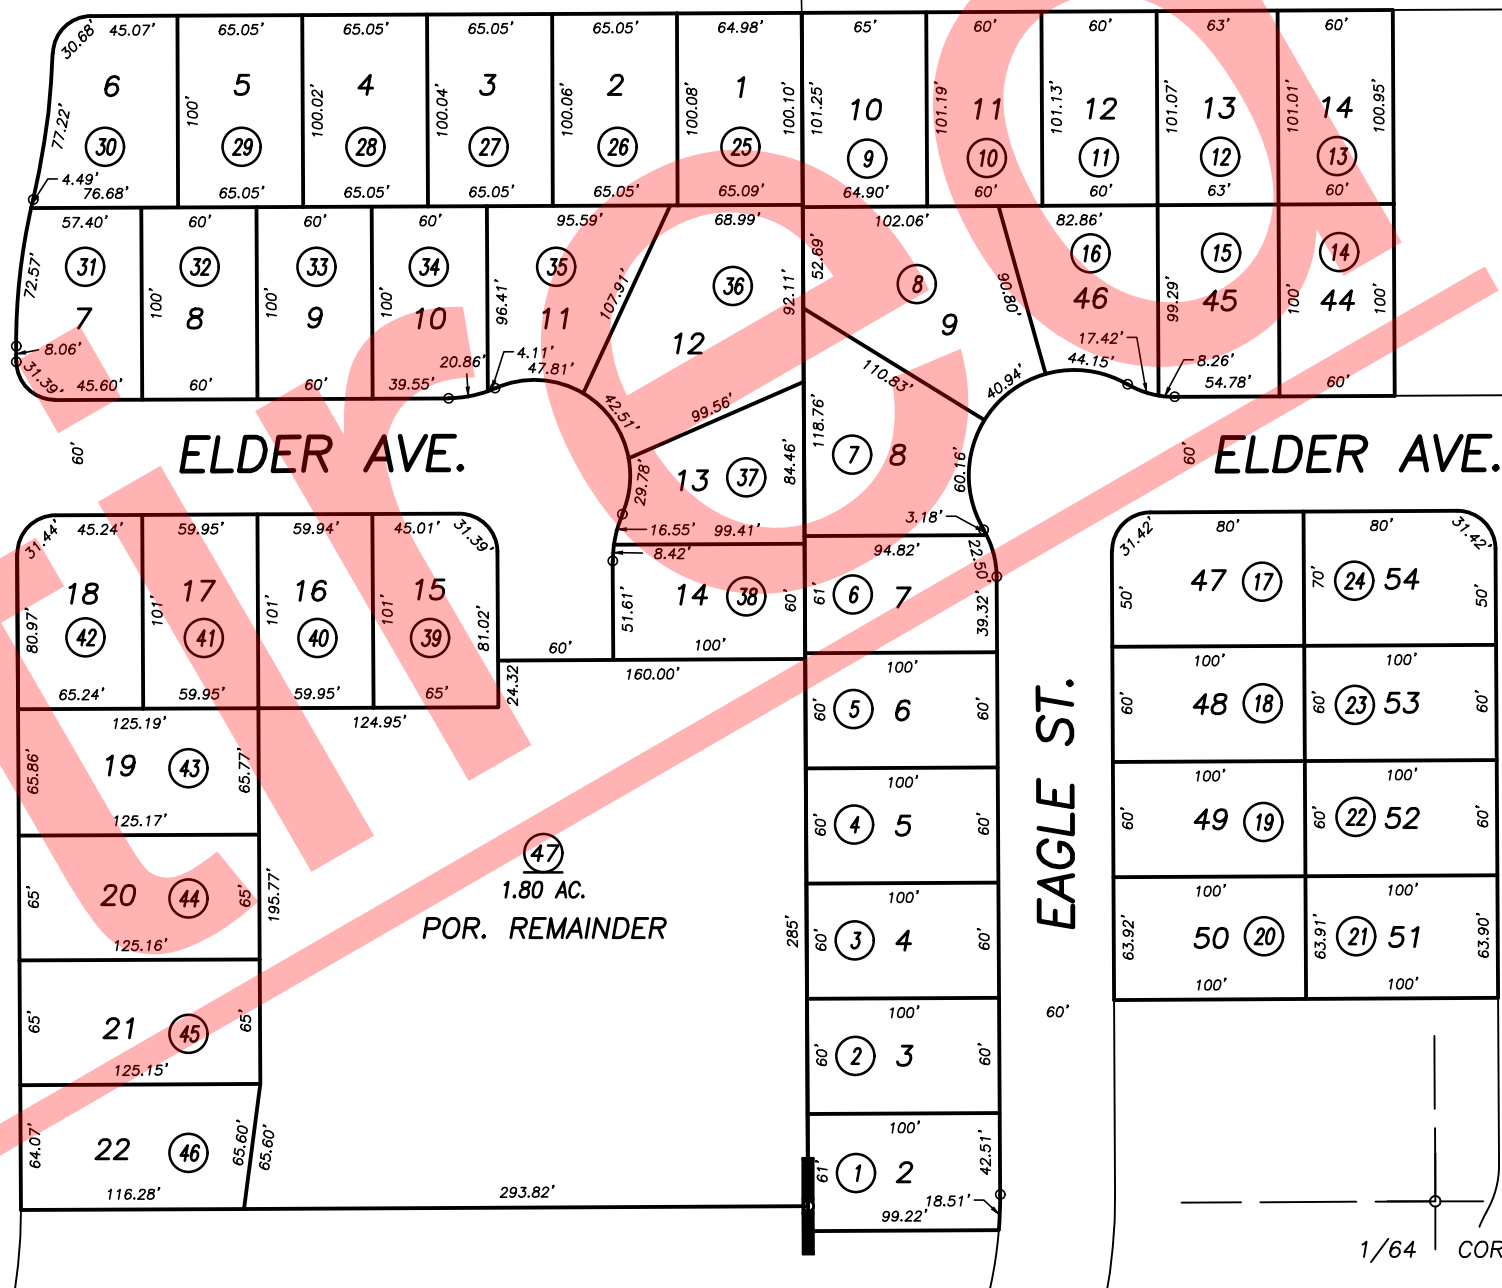 30.68' 45.07' 65.05' 65.05' 65.05' 65.05' 64.98' 65' 60' 60' 63' 60'
6 5 4 3 2 1 10 11 12 13 14
77.22' 100' 100.02' 100.04' 100.06' 100.08' 100.10' 101.25' 101.19' 101.13' 101.07' 101.01' 100.95'
30 29 28 27 26 25 9 10 11 12 13
4.49' 76.68' 65.05' 65.05' 65.05' 65.05' 65.09' 64.90' 60' 60' 63' 60'
57.40' 60' 60' 60' 95.59' 68.99' 102.06' 82.86'
31 32 33 34 35 36 8 16 15 14
72.57' 100' 100' 100' 96.41' 107.91' 92.11' 52.69' 90.80' 99.29' 100' 100'
7 8 9 10 11 12 9 46 45 44
8.06' 31.39' 45.60' 60' 60' 39.55' 20.86' 4.11' 47.81' 110.83' 40.94' 44.15' 17.42' 8.26' 54.78' 60'
42.51' 99.56' 118.76'
60' ELDER AVE. 60' ELDER AVE.
29.78' 13 37 84.46' 7 8 60.16'
16.55' 99.41' 3.18'
31.44' 45.24' 59.95' 59.94' 45.01' 31.39' 8.42' 94.82' 22.50' 31.42' 80' 80' 31.42'
18 17 16 15 14 38 60' 61' 6 7 39.32' 50' 47 17 70' 24 54 50'
80.97' 101' 101' 101' 81.02' 51.61'
42 41 40 39
65.24' 59.95' 59.95' 65' 24.32 60' 100' 160.00'
100' 100' 100'
60' 5 6 60' 60' 48 18 60' 23 53 60'
125.19' 124.95'
65.86' 19 43 65.77'
125.17'
100' 100' 100'
60' 4 5 60' 60' 49 19 60' 22 52 60'
47
1.80 AC.
POR. REMAINDER
EAGLE ST.
65' 20 44 65' 195.77'
125.16'
285'
100' 100' 100'
60' 3 4 60' 63.92' 50 20 63.91' 21 51 63.90'
100' 100'
65' 21 45 65'
125.15'
100'
60' 2 3 60' 60'
64.07' 22 46 65.60' 65.60'
116.28' 293.82'
100'
61' 1 2 42.51'
18.51'
99.22'
1/64 COR